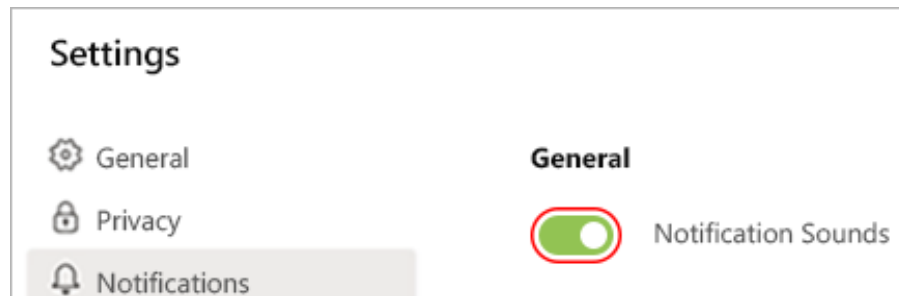 Settings
General
Privacy
Notifications
General
Notification Sounds